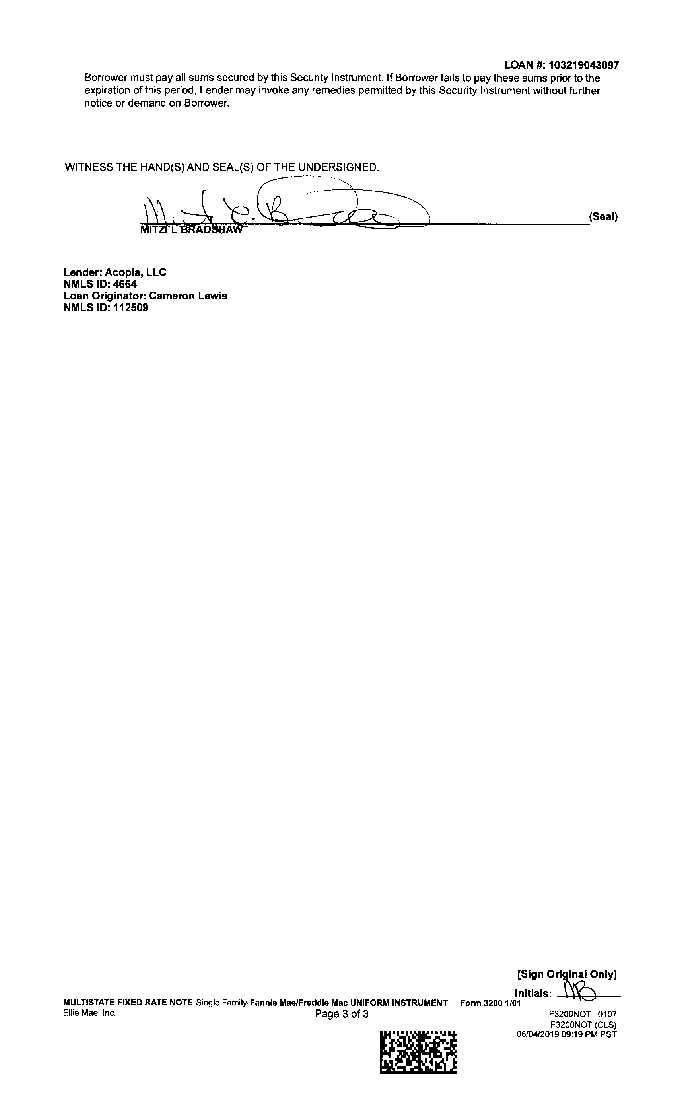 LOAN #: 103219043097
Borrower must pay all sums secured by this Security Instrument. If Borrower fails to pay these sums prior to the
expiration of this period, Lender may invoke any remedies permitted by this Security Instrument without further
notice or demand on Borrower.
WITNESS THE HAND(S) AND SEAL(S) OF THE UNDERSIGNED.
(Seal)
MITZI L BRADSHAW
Lender: Acopia, LLC
NMLS ID: 4664
Loan Originator: Cameron Lewis
NMLS ID: 112509
[Sign Original Only]
Initials: MB
MULTISTATE FIXED RATE NOTE Single Family Fannie Mae/Freddie Mac UNIFORM INSTRUMENT Form 3200 1/01
Ellie Mae, Inc. Page 3 of 3 F3200NOT 0107
F3200NOT (CLS)
06/04/2019 09:19 PM PST